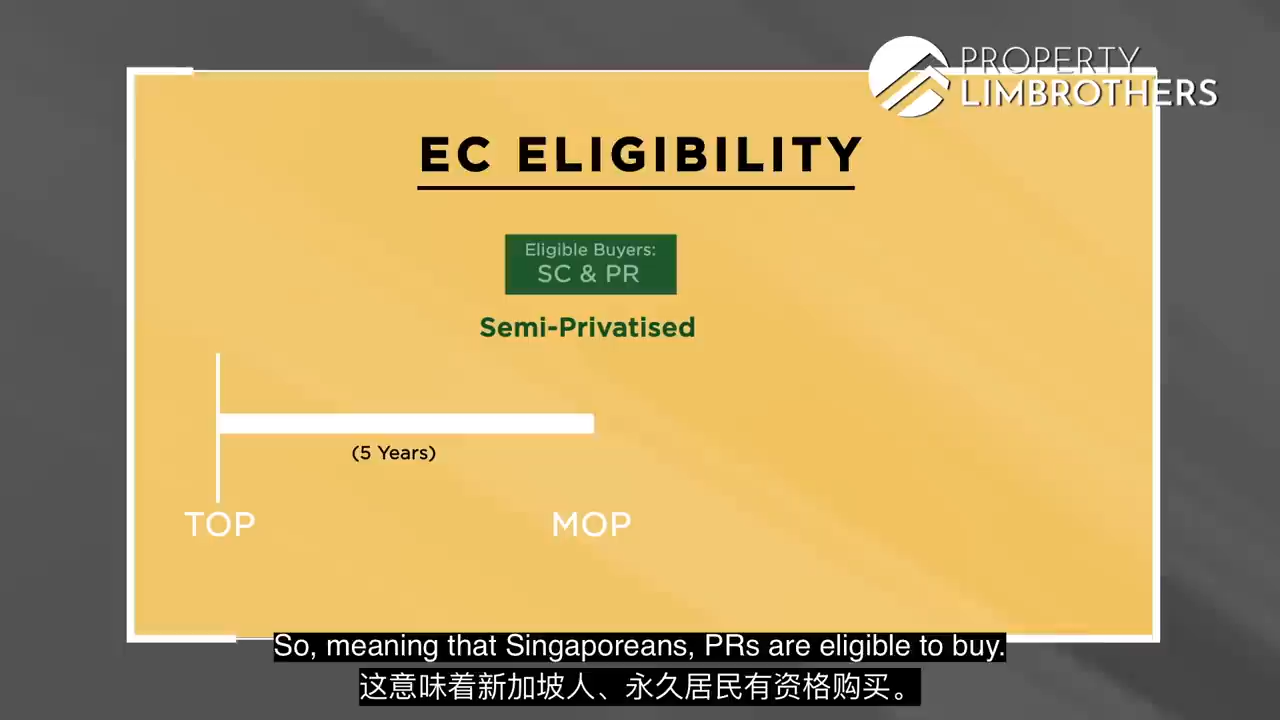 PROPERTY
LIMBROTHERS
EC ELIGIBILITY
Eligible Buyers:
SC & PR
Semi-Privatised
(5 Years)
TOP
MOP
So, meaning that Singaporeans, PRs are eligible to buy.
这意味着新加坡人、永久居民有资格购买。